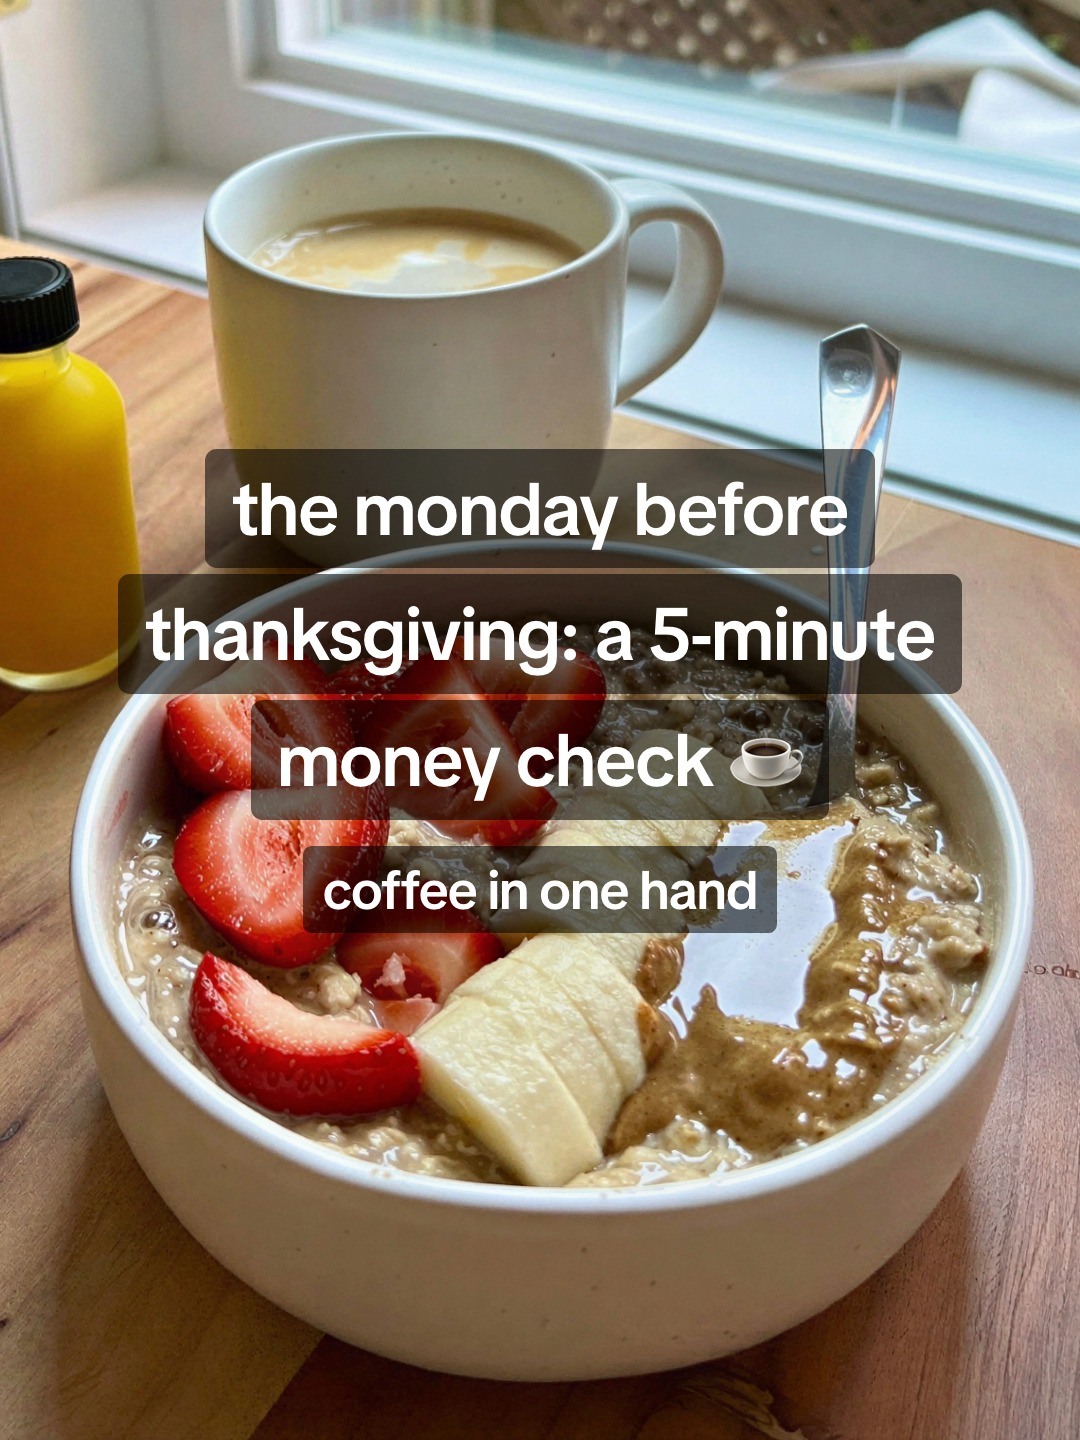 the monday before
thanksgiving: a 5-minute
money check ☕
coffee in one hand